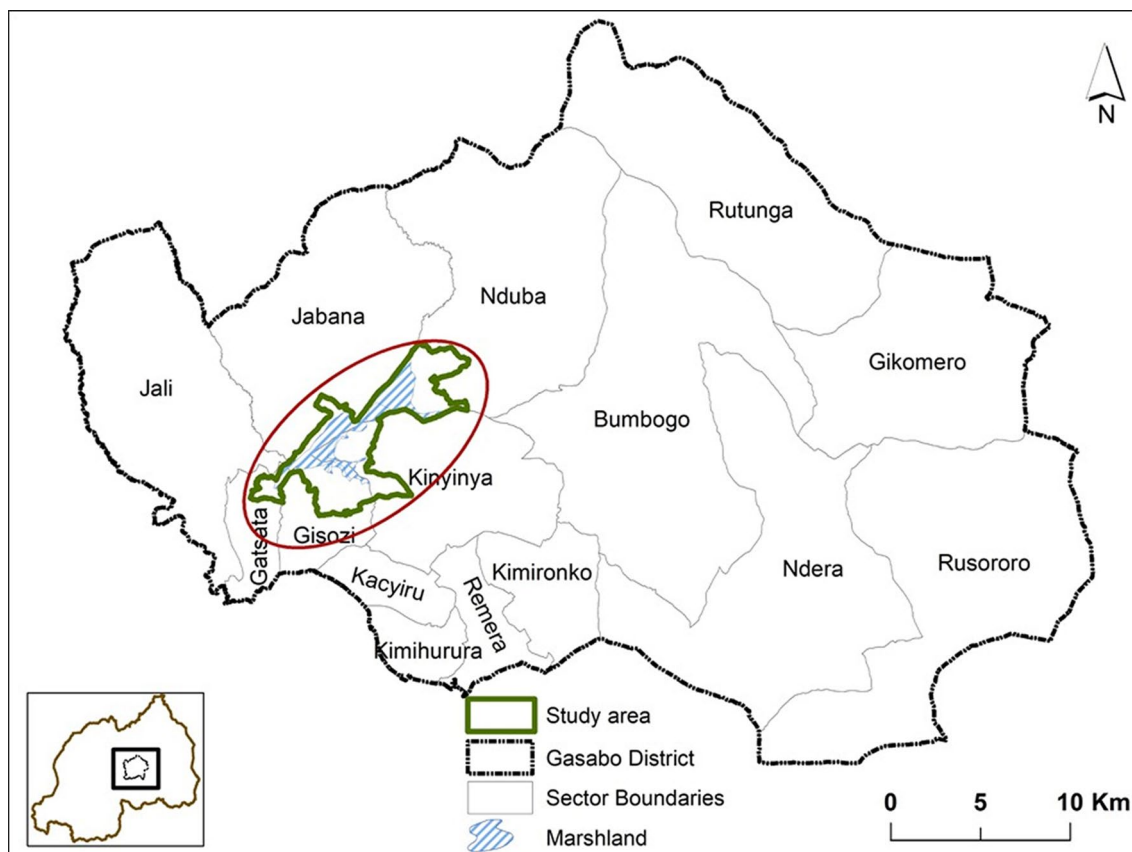 N
Rutunga
Nduba
Jabana
Gikomero
Jali
Bumbogo
Kinyinya
Gisozi
Gatsata
Kimironko
Ndera
Rusororo
Kacyiru
Remera
Kimihurura
Study area
Gasabo District
Sector Boundaries
Marshland
0 5 10 Km